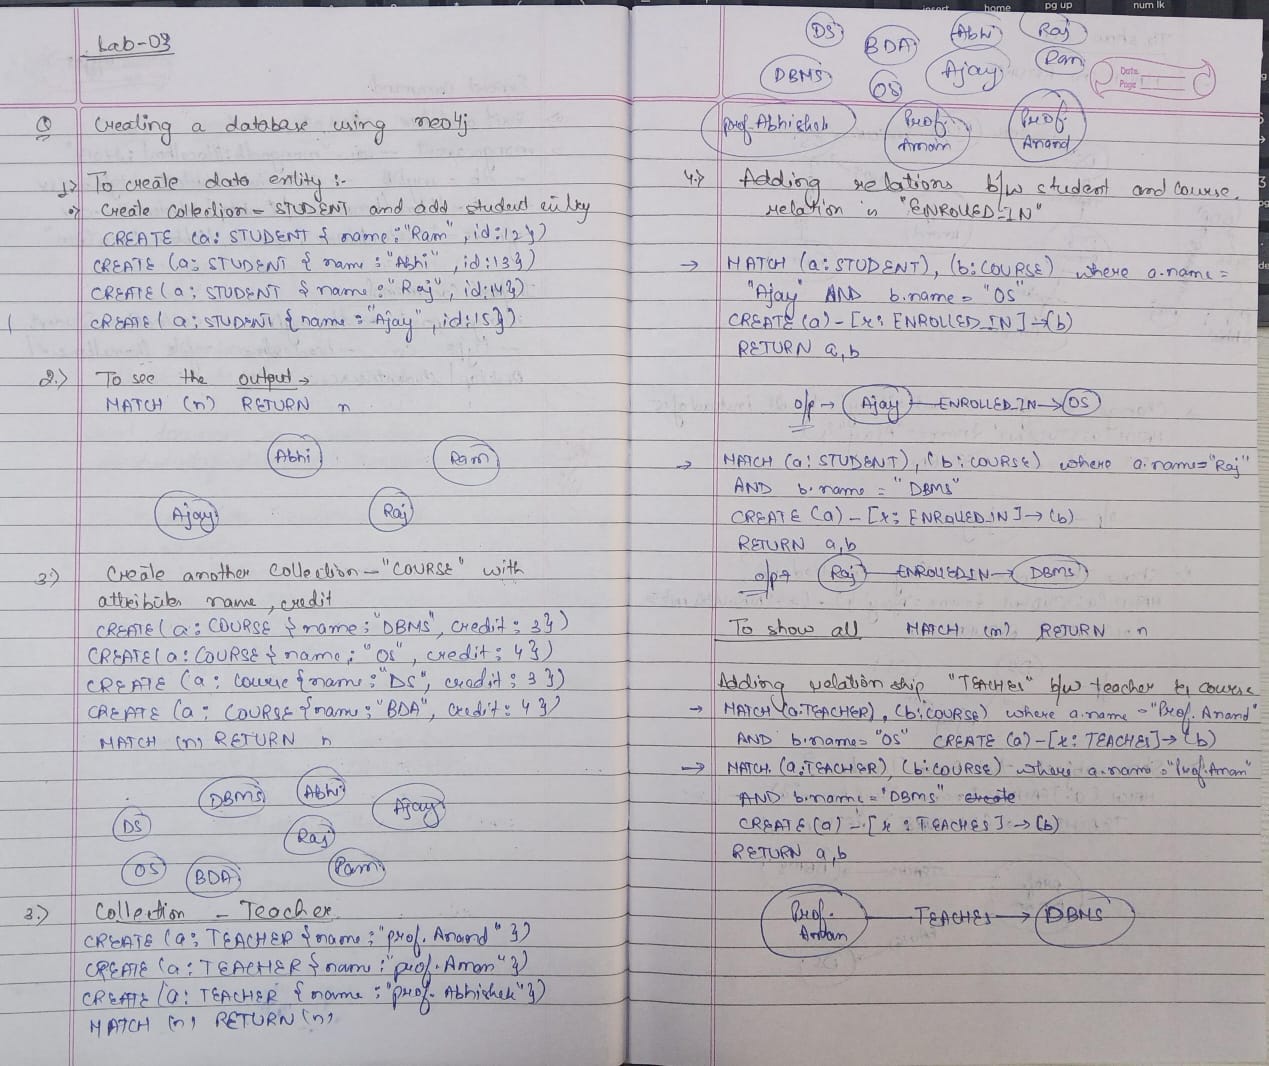 Lab-03
Q Creating a database using neo4j
1.> To create data entity :-
Create Collection - STUDENT and add student entry
CREATE (a: STUDENT { name : "Ram" , id:12})
CREATE (a: STUDENT { name : "Abhi" , id:13})
CREATE (a: STUDENT { name : "Raj", id:14})
CREATE (a: STUDENT { name : "Ajay", id:15})
2.> To see the output →
MATCH (n) RETURN n
Abhi Ram
Ajay Raj
3.) Create another Collection - "COURSE" with
attributes name, credit
CREATE (a: COURSE { name: "DBMS", credit: 3})
CREATE (a: COURSE { name: "OS", credit: 4})
CREATE (a: Course { name: "DS", credit: 3})
CREATE (a: COURSE { name: "BDA", credit: 4})
MATCH (n) RETURN n
DBMS Abhi Ajay
DS Raj
OS BDA Ram
3.) Collection - Teacher
CREATE (a: TEACHER { name : "prof. Anand" })
CREATE (a: TEACHER { name : "prof. Aman" })
CREATE (a: TEACHER { name : "prof. Abhishek" })
MATCH (n) RETURN (n)
insert home pg up num lk
DS BDA Abhi Raj
DBMS OS Ajay Ram
Date
Page
prof. Abhishek Prof. Amam Prof. Anand
4.> Adding relations b/w student and course.
relation is "ENROLLED_IN"
→ MATCH (a: STUDENT), (b: COURSE) where a.name =
"Ajay" AND b.name = "OS"
CREATE (a) - [r: ENROLLED_IN] → (b)
RETURN a,b
o/p → Ajay ENROLLED_IN → OS
→ MATCH (a: STUDENT), (b: COURSE) where a.name="Raj"
AND b.name = "DBMS"
CREATE (a) - [r: ENROLLED_IN] → (b)
RETURN a,b
o/p → Raj ENROLLEDIN → DBMS
To show all MATCH (n) RETURN n
Adding relation ship "TEACHES" b/w teacher & course
→ MATCH (a:TEACHER), (b:COURSE) where a.name = "Prof. Anand"
AND b.name = "OS" CREATE (a)-[r: TEACHES] → (b)
→ MATCH (a:TEACHER), (b:COURSE) where a.name = "Prof.Aman"
AND b.name = "DBMS" create
CREATE (a) - [r : TEACHES] → (b)
RETURN a,b
Prof. TEACHES → DBMS